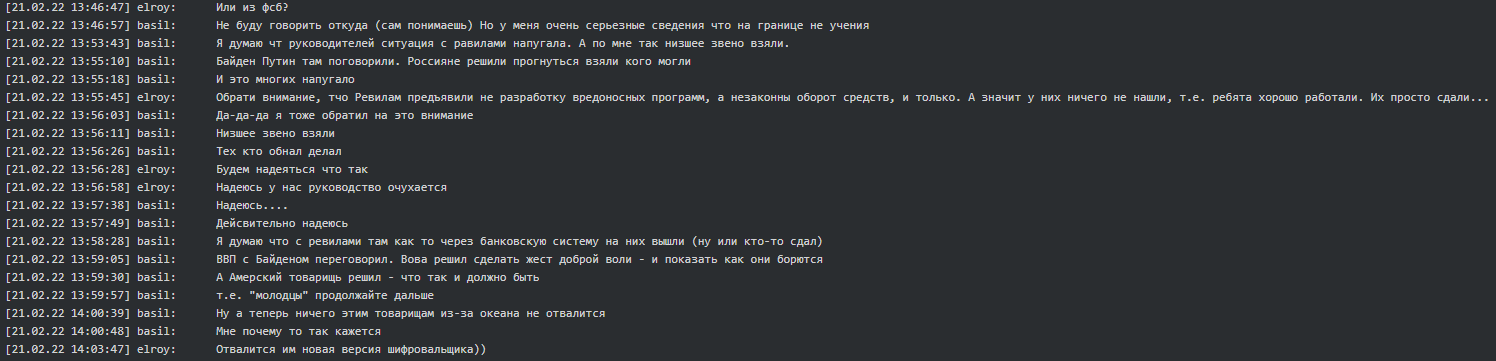 [21.02.22 13:46:47] elroy: Или из фсб?
[21.02.22 13:46:57] basil: Не буду говорить откуда (сам понимаешь) Но у меня очень серьезные сведения что на границе не учения
[21.02.22 13:53:43] basil: Я думаю чт руководителей ситуация с равилами напугала. А по мне так низшее звено взяли.
[21.02.22 13:55:10] basil: Байден Путин там поговорили. Россияне решили прогнуться взяли кого могли
[21.02.22 13:55:18] basil: И это многих напугало
[21.02.22 13:55:45] elroy: Обрати внимание, тчо Ревилам предъявили не разработку вредоносных программ, а незаконны оборот средств, и только. А значит у них ничего не нашли, т.е. ребята хорошо работали. Их просто сдали...
[21.02.22 13:56:03] basil: Да-да-да я тоже обратил на это внимание
[21.02.22 13:56:11] basil: Низшее звено взяли
[21.02.22 13:56:26] basil: Тех кто обнал делал
[21.02.22 13:56:28] elroy: Будем надеяться что так
[21.02.22 13:56:58] elroy: Надеюсь у нас руководство очухается
[21.02.22 13:57:38] basil: Надеюсь....
[21.02.22 13:57:49] basil: Дейсвительно надеюсь
[21.02.22 13:58:28] basil: Я думаю что с ревилами там как то через банковскую систему на них вышли (ну или кто-то сдал)
[21.02.22 13:59:05] basil: ВВП с Байденом переговорил. Вова решил сделать жест доброй воли - и показать как они борются
[21.02.22 13:59:30] basil: А Амерский товарищь решил - что так и должно быть
[21.02.22 13:59:57] basil: т.е. "молодцы" продолжайте дальше
[21.02.22 14:00:39] basil: Ну а теперь ничего этим товарищам из-за океана не отвалится
[21.02.22 14:00:48] basil: Мне почему то так кажется
[21.02.22 14:03:47] elroy: Отвалится им новая версия шифровальщика))